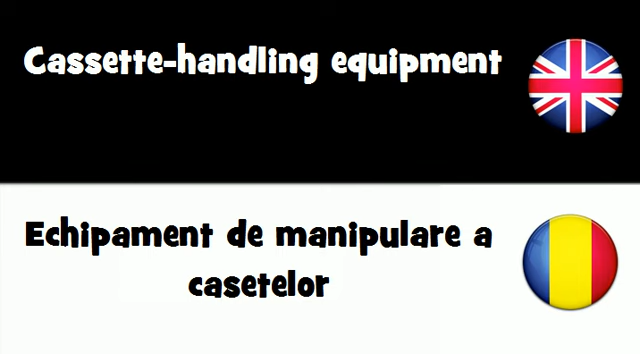 Cassette-handling equipment
Echipament de manipulare a
casetelor